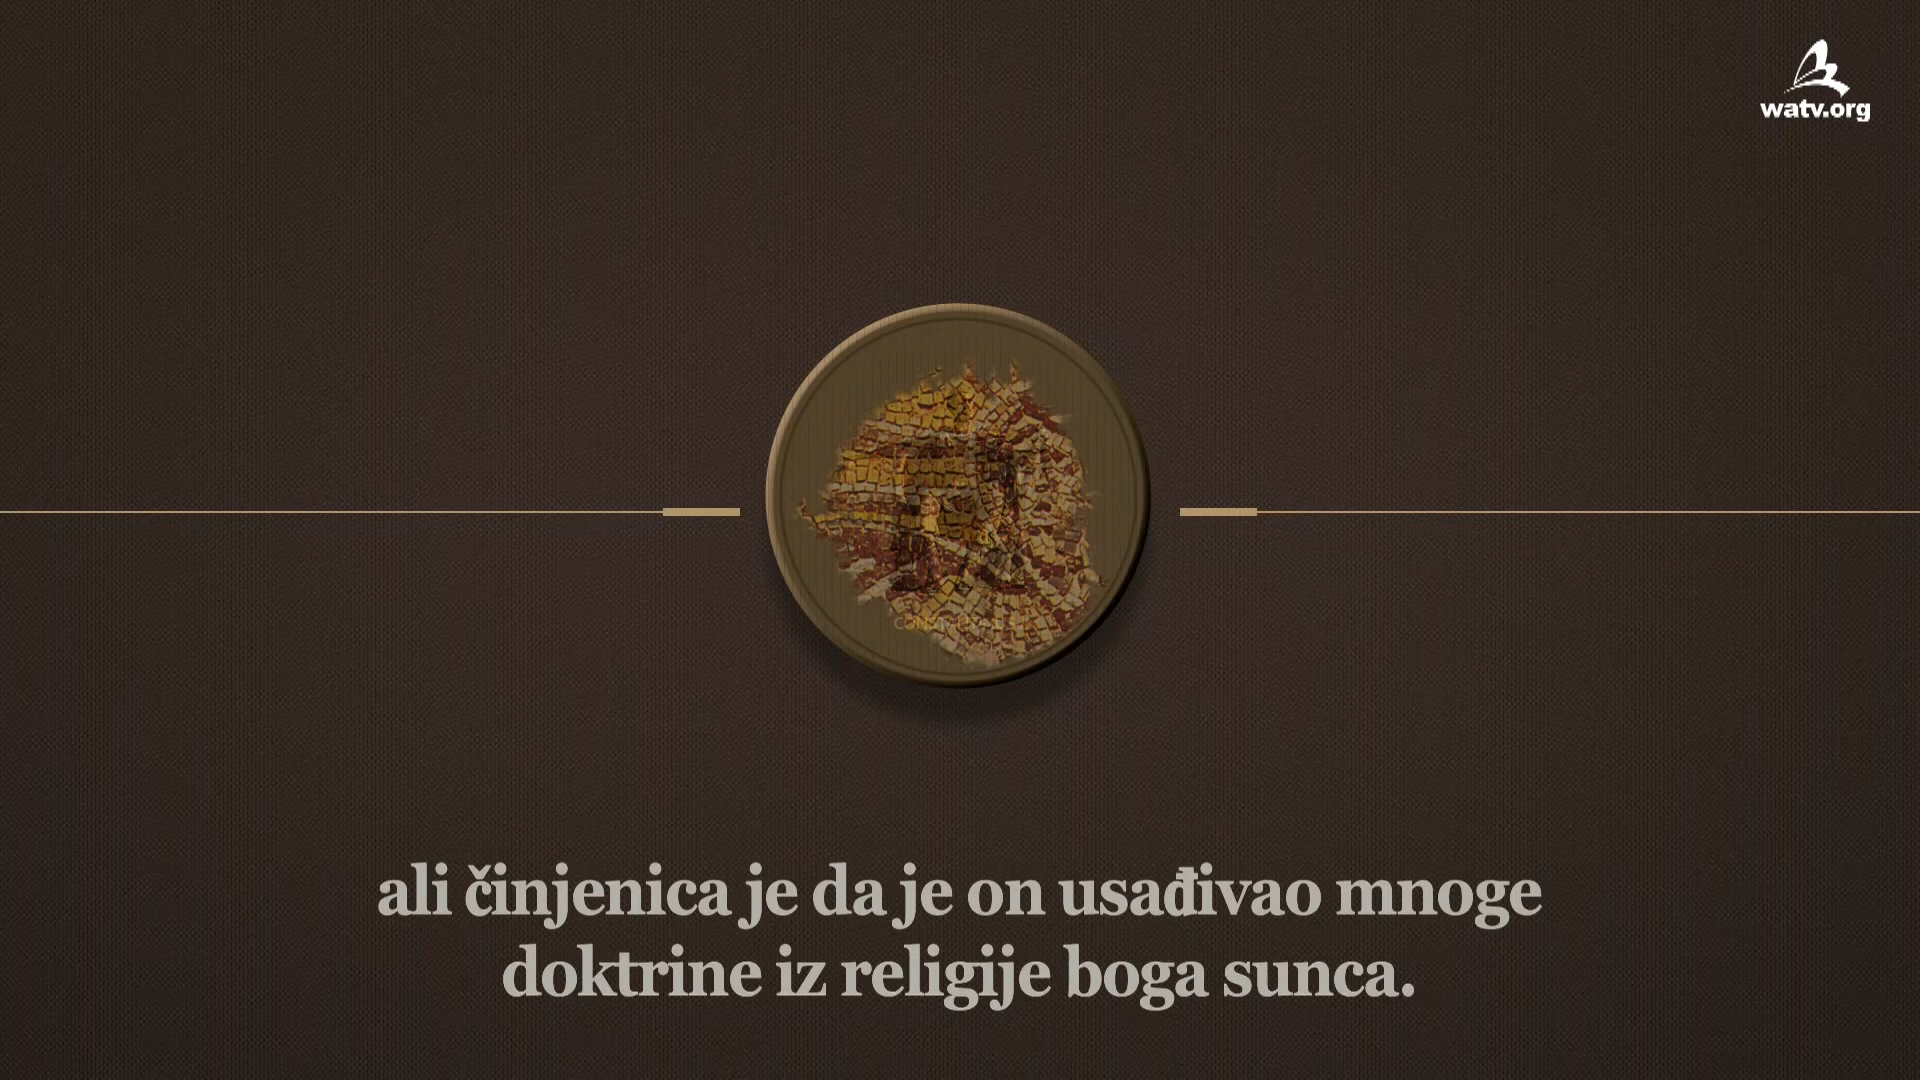 watv.org
ali činjenica je da je on usađivao mnoge
doktrine iz religije boga sunca.